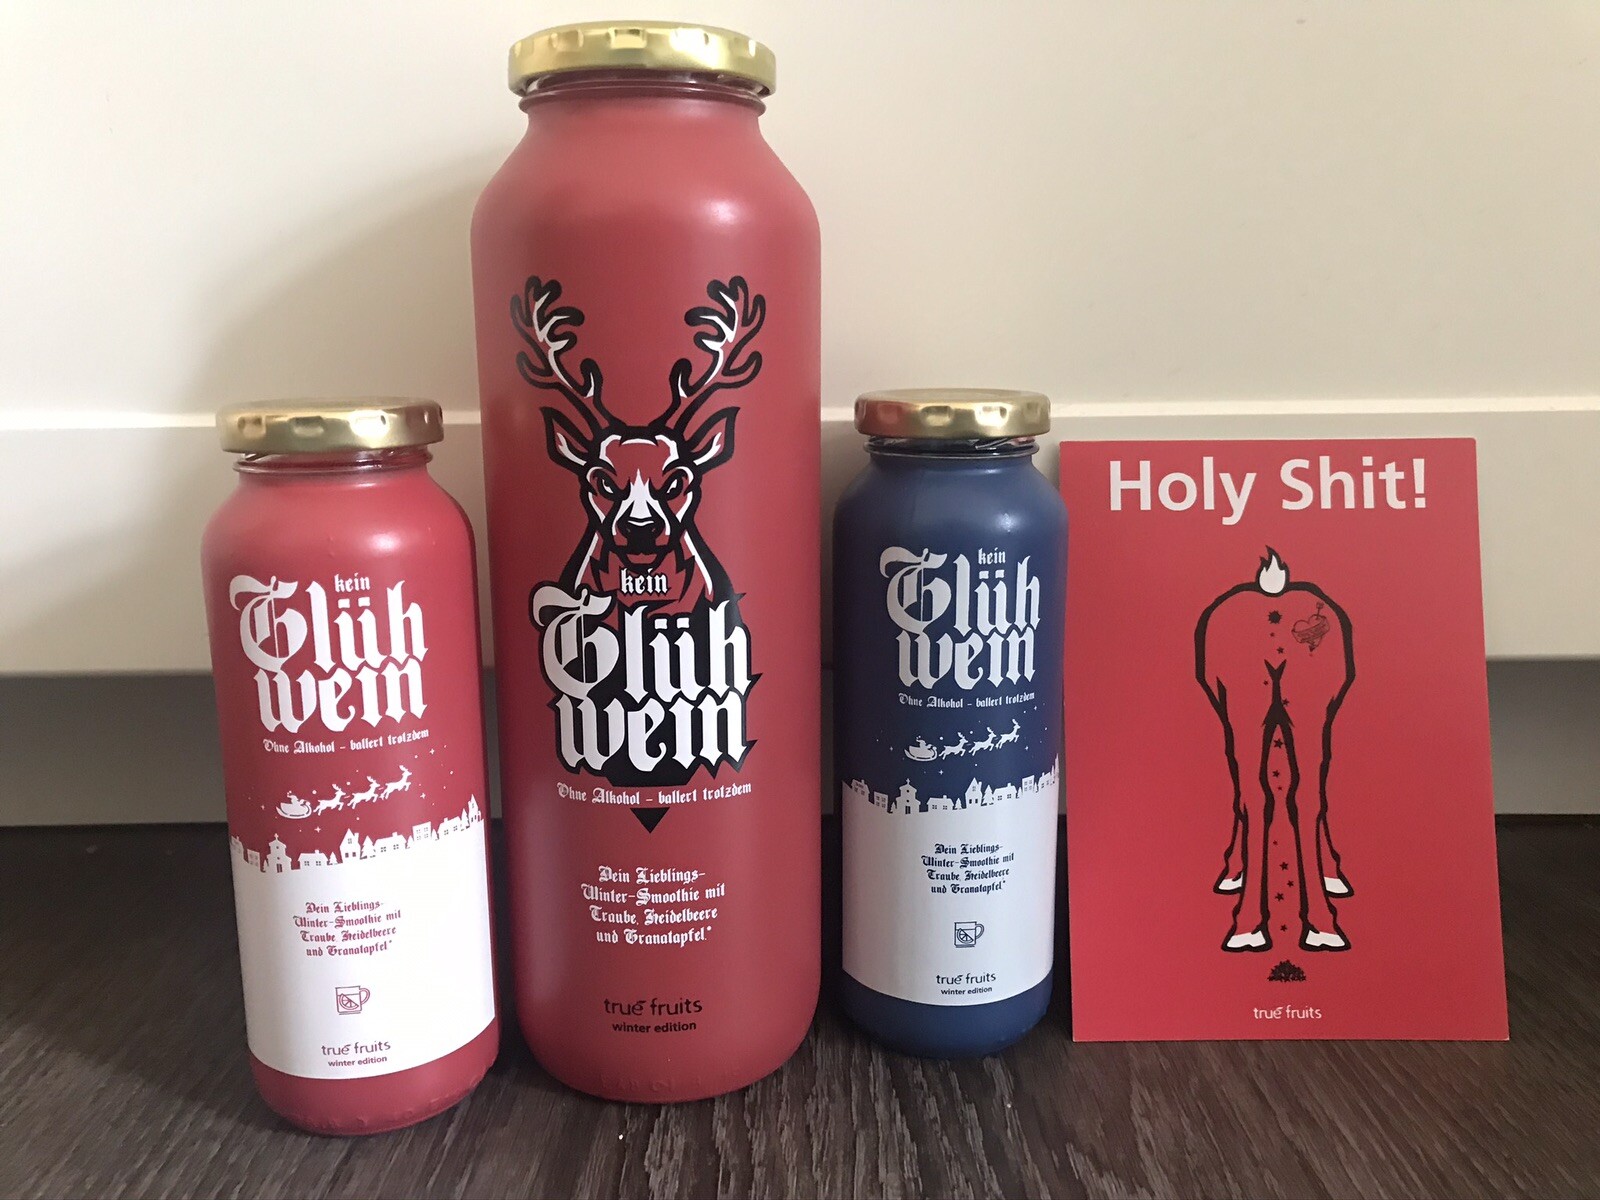 kein
Glüh
wein
Ohne Alkohol – ballert trotzdem
Dein Lieblings-
Winter-Smoothie mit
Traube, Heidelbeere
und Granatapfel.*
true fruits
winter edition
kein
Glüh
wein
Ohne Alkohol – ballert trotzdem
Dein Lieblings-
Winter-Smoothie mit
Traube, Heidelbeere
und Granatapfel.*
true fruits
winter edition
kein
Glüh
wein
Ohne Alkohol – ballert trotzdem
Dein Lieblings-
Winter-Smoothie mit
Traube, Heidelbeere
und Granatapfel.*
true fruits
winter edition
Holy Shit!
true fruits